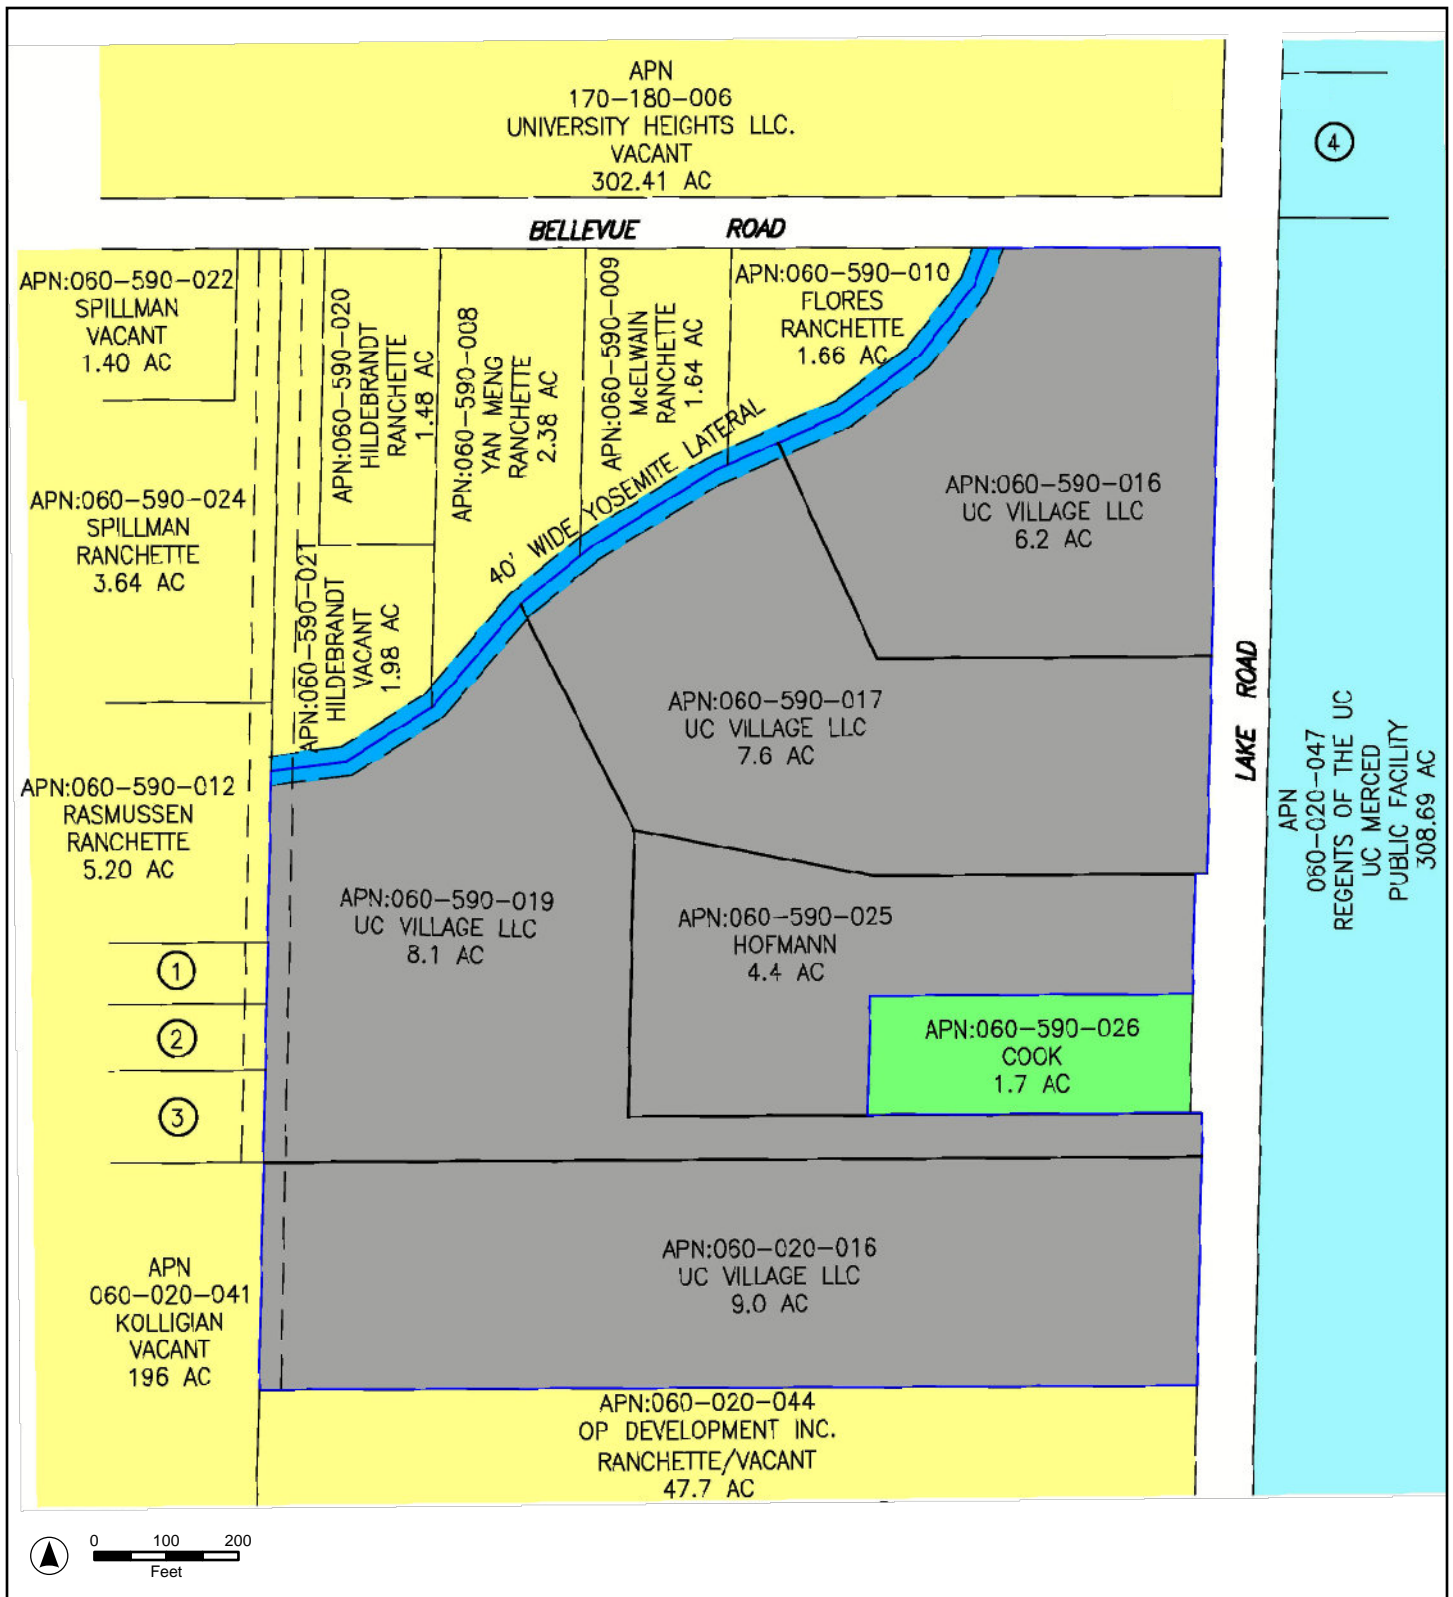 APN
170-180-006
UNIVERSITY HEIGHTS LLC.
VACANT
302.41 AC
4
BELLEVUE ROAD
APN:060-590-022
SPILLMAN
VACANT
1.40 AC
APN:060-590-020
HILDEBRANDT
RANCHETTE
1.48 AC
APN:060-590-008
YAN MENG
RANCHETTE
2.38 AC
APN:060-590-009
McELWAIN
RANCHETTE
1.64 AC
APN:060-590-010
FLORES
RANCHETTE
1.66 AC
40' WIDE YOSEMITE LATERAL
APN:060-590-024
SPILLMAN
RANCHETTE
3.64 AC
APN:060-590-021
HILDEBRANDT
VACANT
1.98 AC
APN:060-590-016
UC VILLAGE LLC
6.2 AC
APN:060-590-017
UC VILLAGE LLC
7.6 AC
LAKE ROAD
APN
060-020-047
REGENTS OF THE UC
UC MERCED
PUBLIC FACILITY
308.69 AC
APN:060-590-012
RASMUSSEN
RANCHETTE
5.20 AC
APN:060-590-019
UC VILLAGE LLC
8.1 AC
APN:060-590-025
HOFMANN
4.4 AC
1
2
3
APN:060-590-026
COOK
1.7 AC
APN:060-020-016
UC VILLAGE LLC
9.0 AC
APN
060-020-041
KOLLIGIAN
VACANT
196 AC
APN:060-020-044
OP DEVELOPMENT INC.
RANCHETTE/VACANT
47.7 AC
0 100 200
Feet